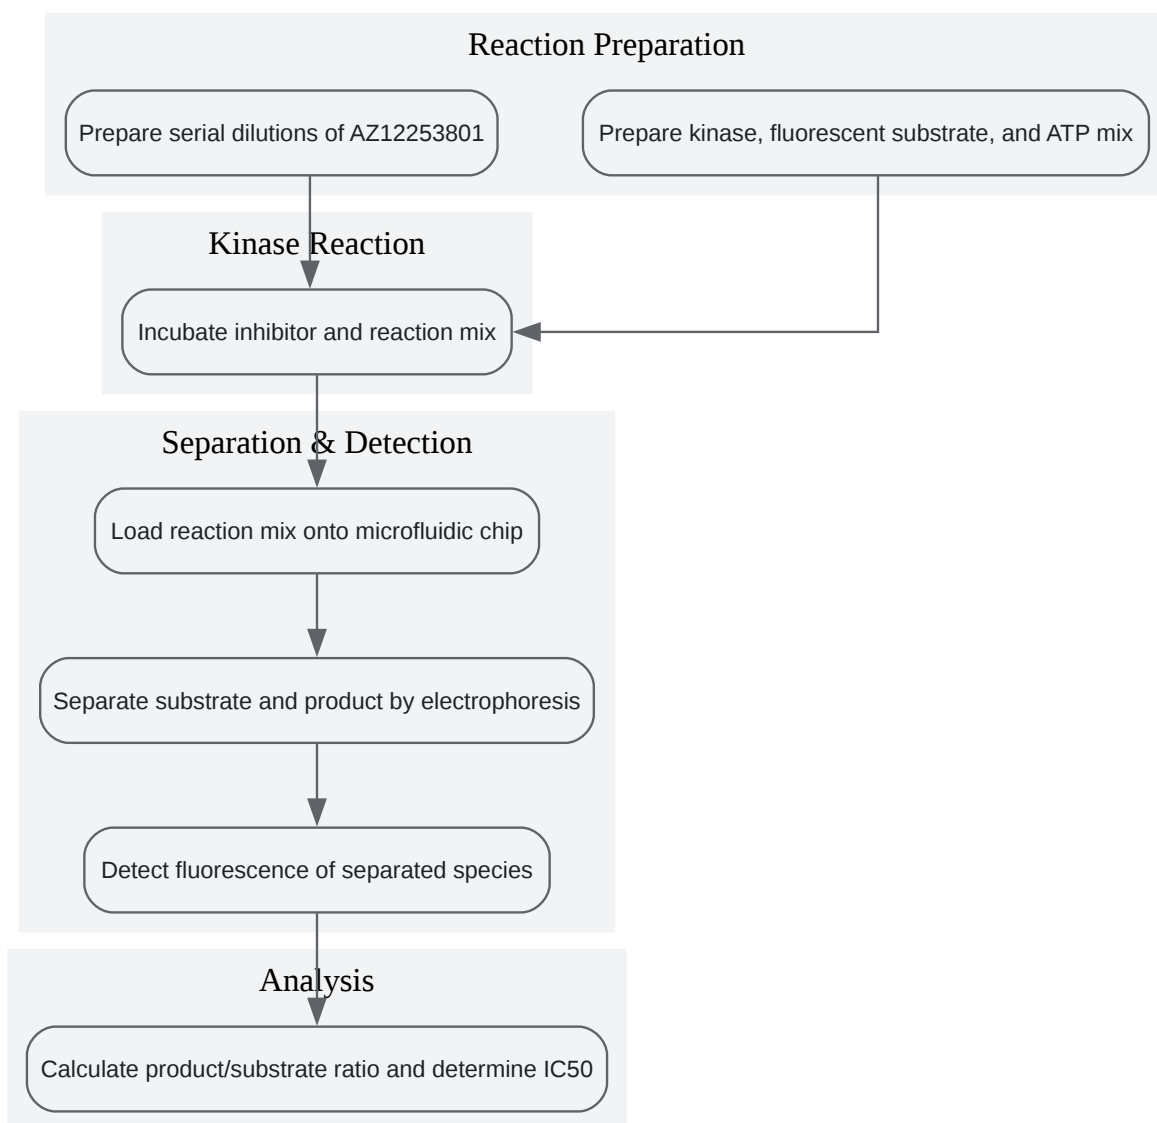 Reaction Preparation
Prepare serial dilutions of AZ12253801
Prepare kinase, fluorescent substrate, and ATP mix
Kinase Reaction
Incubate inhibitor and reaction mix
Separation & Detection
Load reaction mix onto microfluidic chip
Separate substrate and product by electrophoresis
Detect fluorescence of separated species
Analysis
Calculate product/substrate ratio and determine IC50